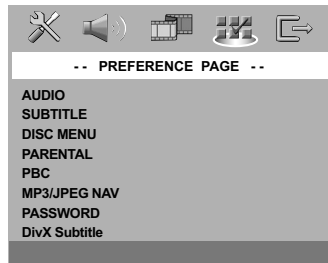 -- PREFERENCE PAGE --
AUDIO
SUBTITLE
DISC MENU
PARENTAL
PBC
MP3/JPEG NAV
PASSWORD
DivX Subtitle